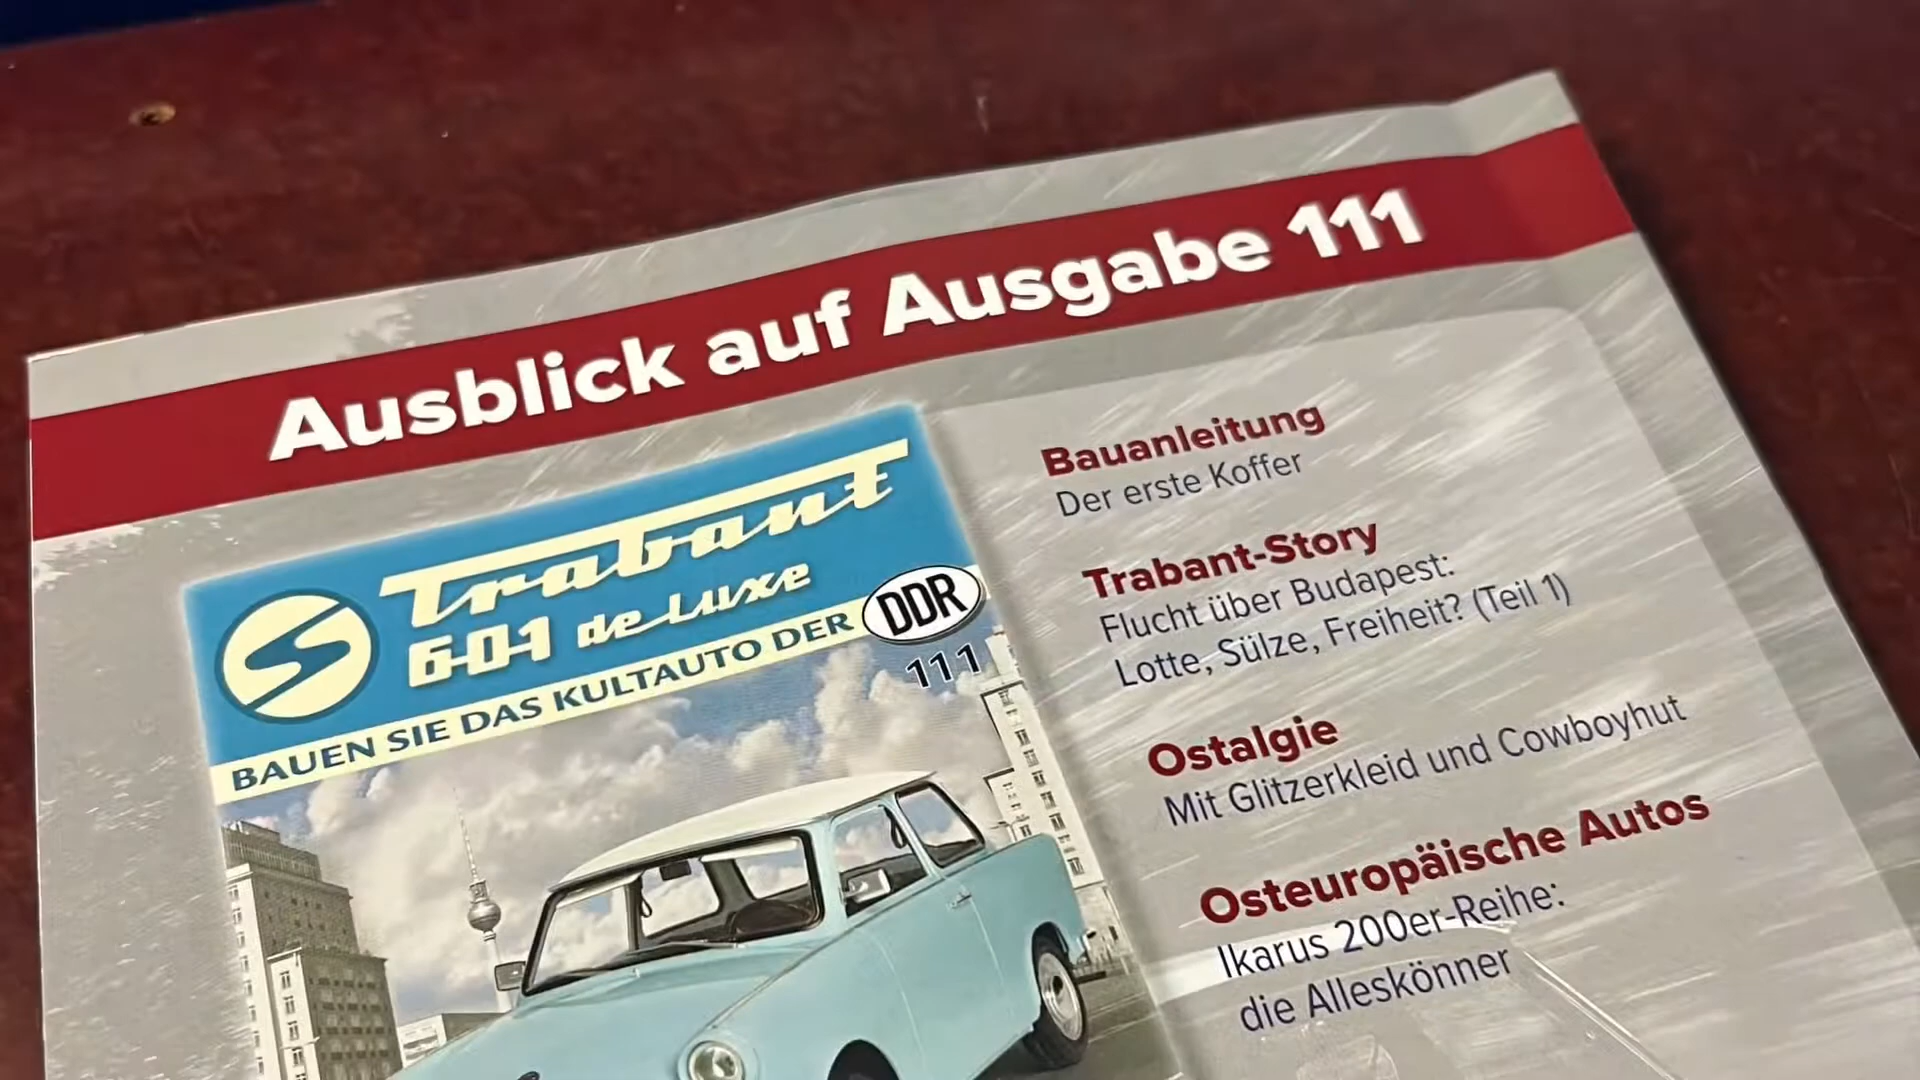 Ausblick auf Ausgabe 111
Trabant
601 de Luxe
BAUEN SIE DAS KULTAUTO DER DDR
111
Bauanleitung
Der erste Koffer
Trabant-Story
Flucht über Budapest:
Lotte, Sülze, Freiheit? (Teil 1)
Ostalgie
Mit Glitzerkleid und Cowboyhut
Osteuropäische Autos
Ikarus 200er-Reihe:
die Alleskönner